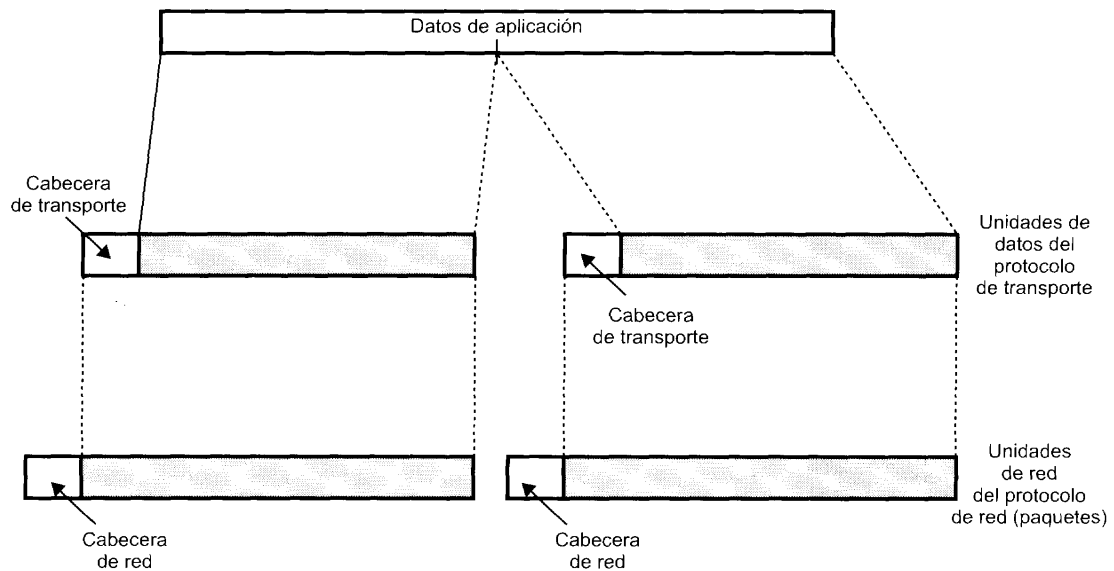 Datos de aplicación
Cabecera
de transporte
Unidades de
datos del
protocolo
de transporte
Cabecera
de transporte
Unidades
de red
del protocolo
de red (paquetes)
Cabecera
de red
Cabecera
de red